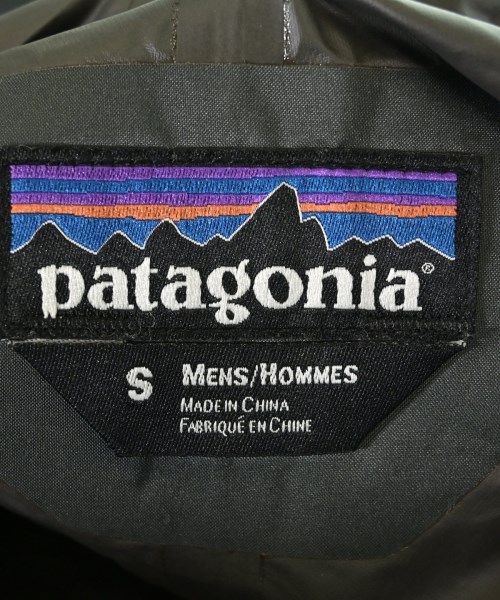 patagonia®
S MENS/HOMMES
MADE IN CHINA
FABRIQUÉ EN CHINE